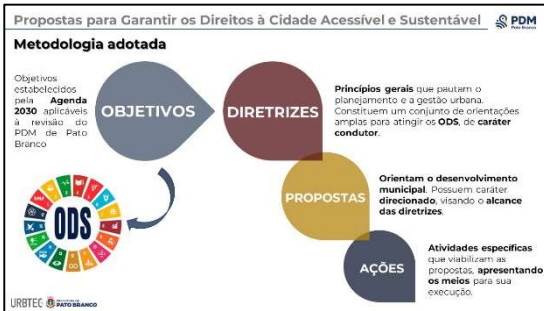 Propostas para Garantir os Direitos à Cidade Acessível e Sustentável
PDM
Pato Branco
Metodologia adotada
Objetivos
estabelecidos
pela Agenda
2030 aplicáveis
à revisão do
PDM de Pato
Branco
OBJETIVOS
DIRETRIZES
Princípios gerais que pautam o
planejamento e a gestão urbana.
Constituem um conjunto de orientações
amplas para atingir os ODS, de caráter
condutor.
PROPOSTAS
Orientam o desenvolvimento
municipal. Possuem caráter
direcionado, visando o alcance
das diretrizes.
AÇÕES
Atividades específicas
que viabilizam as
propostas, apresentando
os meios para sua
execução.
ODS
URBTEC
PATO BRANCO